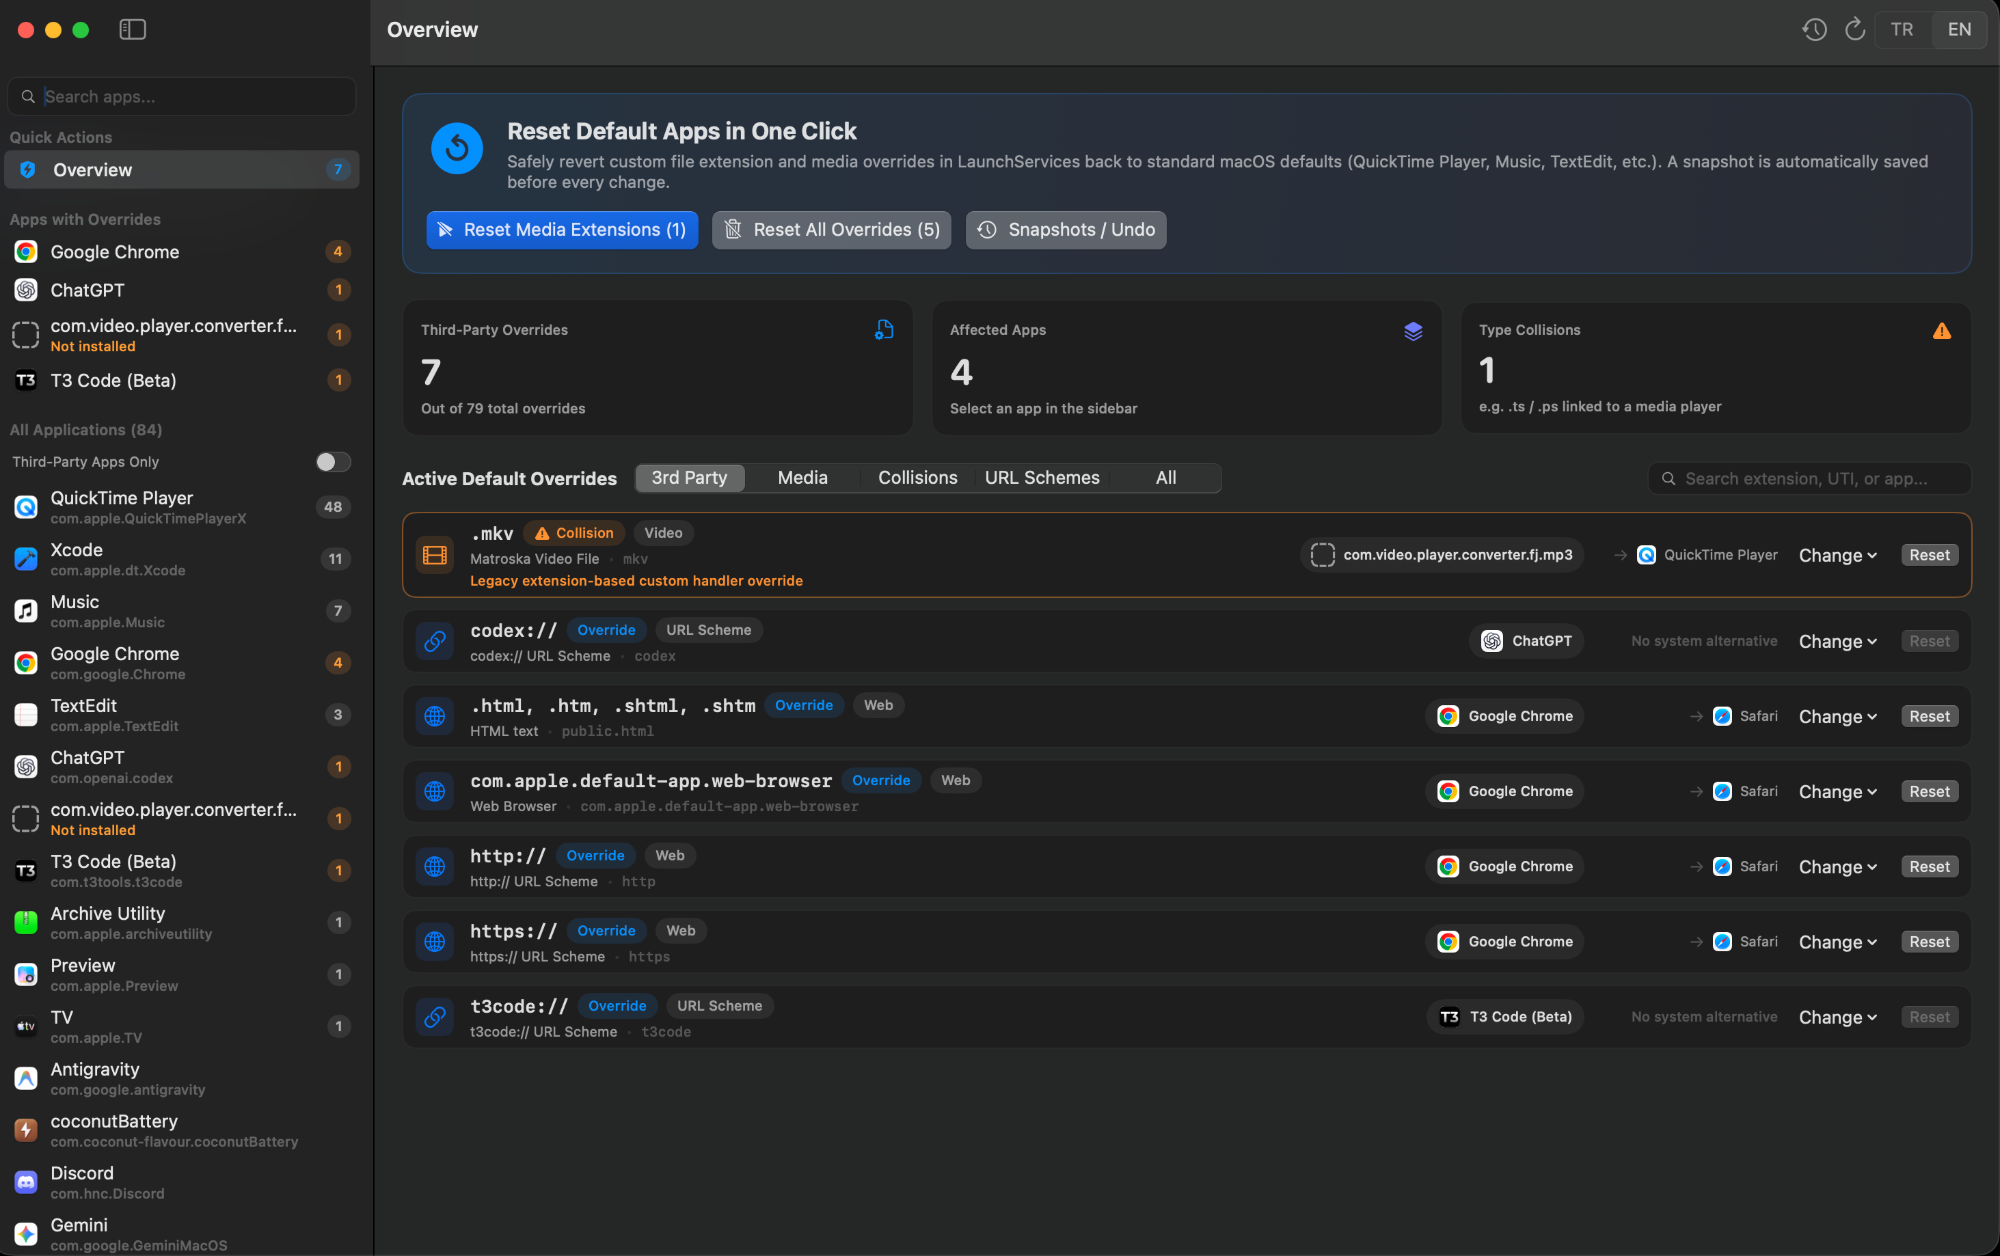 Search apps...
Quick Actions
Overview 7
Apps with Overrides
Google Chrome 4
ChatGPT 1
com.video.player.converter.f...
Not installed
1
T3 Code (Beta) 1
All Applications (84)
Third-Party Apps Only
QuickTime Player
com.apple.QuickTimePlayerX
48
Xcode
com.apple.dt.Xcode
11
Music
com.apple.Music
7
Google Chrome
com.google.Chrome
4
TextEdit
com.apple.TextEdit
3
ChatGPT
com.openai.codex
1
com.video.player.converter.f...
Not installed
1
T3 Code (Beta)
com.t3tools.t3code
1
Archive Utility
com.apple.archiveutility
1
Preview
com.apple.Preview
1
TV
com.apple.TV
1
Antigravity
com.google.antigravity
coconutBattery
com.coconut-flavour.coconutBattery
Discord
com.hnc.Discord
Gemini
com.google.GeminiMacOS
Overview
TR EN
Reset Default Apps in One Click
Safely revert custom file extension and media overrides in LaunchServices back to standard macOS defaults (QuickTime Player, Music, TextEdit, etc.). A snapshot is automatically saved
before every change.
Reset Media Extensions (1) Reset All Overrides (5) Snapshots / Undo
Third-Party Overrides
7
Out of 79 total overrides
Affected Apps
4
Select an app in the sidebar
Type Collisions
1
e.g. .ts / .ps linked to a media player
Active Default Overrides 3rd Party Media Collisions URL Schemes All Search extension, UTI, or app...
.mkv Collision Video
Matroska Video File · mkv
Legacy extension-based custom handler override
com.video.player.converter.fj.mp3 → QuickTime Player Change Reset
codex:// Override URL Scheme
codex:// URL Scheme · codex
ChatGPT No system alternative Change Reset
.html, .htm, .shtml, .shtm Override Web
HTML text · public.html
Google Chrome → Safari Change Reset
com.apple.default-app.web-browser Override Web
Web Browser · com.apple.default-app.web-browser
Google Chrome → Safari Change Reset
http:// Override Web
http:// URL Scheme · http
Google Chrome → Safari Change Reset
https:// Override Web
https:// URL Scheme · https
Google Chrome → Safari Change Reset
t3code:// Override URL Scheme
t3code:// URL Scheme · t3code
T3 T3 Code (Beta) No system alternative Change Reset